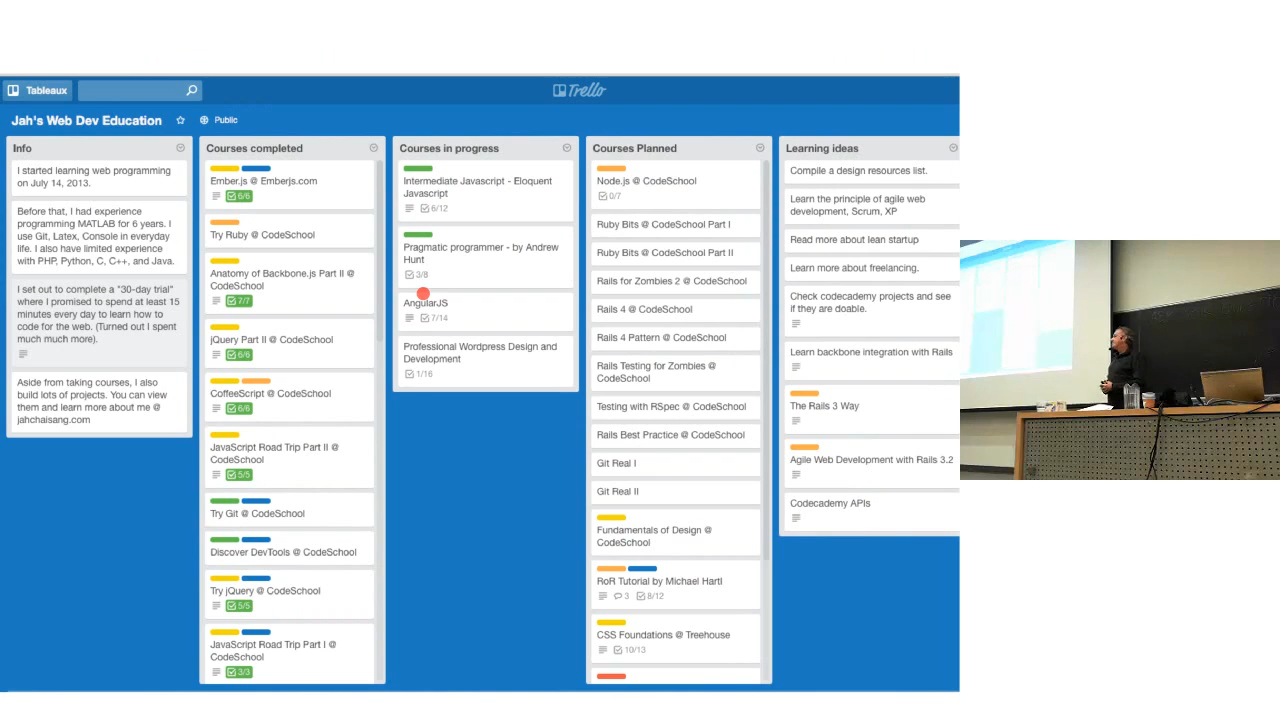 Tableaux
Trello
Jah's Web Dev Education
Public
Info
I started learning web programming
on July 14, 2013.
Before that, I had experience
programming MATLAB for 6 years. I
use Git, Latex, Console in everyday
life. I also have limited experience
with PHP, Python, C, C++, and Java.
I set out to complete a "30-day trial"
where I promised to spend at least 15
minutes every day to learn how to
code for the web. (Turned out I spent
much much more).
Aside from taking courses, I also
build lots of projects. You can view
them and learn more about me @
jahchaisang.com
Courses completed
Ember.js @ Emberjs.com
6/6
Try Ruby @ CodeSchool
Anatomy of Backbone.js Part II @
CodeSchool
7/7
jQuery Part II @ CodeSchool
6/6
CoffeeScript @ CodeSchool
6/6
JavaScript Road Trip Part II @
CodeSchool
5/5
Try Git @ CodeSchool
Discover DevTools @ CodeSchool
Try jQuery @ CodeSchool
5/5
JavaScript Road Trip Part I @
CodeSchool
3/3
Courses in progress
Intermediate Javascript - Eloquent
Javascript
6/12
Pragmatic programmer - by Andrew
Hunt
3/8
AngularJS
7/14
Professional Wordpress Design and
Development
1/16
Courses Planned
Node.js @ CodeSchool
0/7
Ruby Bits @ CodeSchool Part I
Ruby Bits @ CodeSchool Part II
Rails for Zombies 2 @ CodeSchool
Rails 4 @ CodeSchool
Rails 4 Pattern @ CodeSchool
Rails Testing for Zombies @
CodeSchool
Testing with RSpec @ CodeSchool
Rails Best Practice @ CodeSchool
Git Real I
Git Real II
Fundamentals of Design @
CodeSchool
RoR Tutorial by Michael Hartl
3 8/12
CSS Foundations @ Treehouse
10/13
Learning ideas
Compile a design resources list.
Learn the principle of agile web
development, Scrum, XP
Read more about lean startup
Learn more about freelancing.
Check codecademy projects and see
if they are doable.
Learn backbone integration with Rails
The Rails 3 Way
Agile Web Development with Rails 3.2
Codecademy APIs